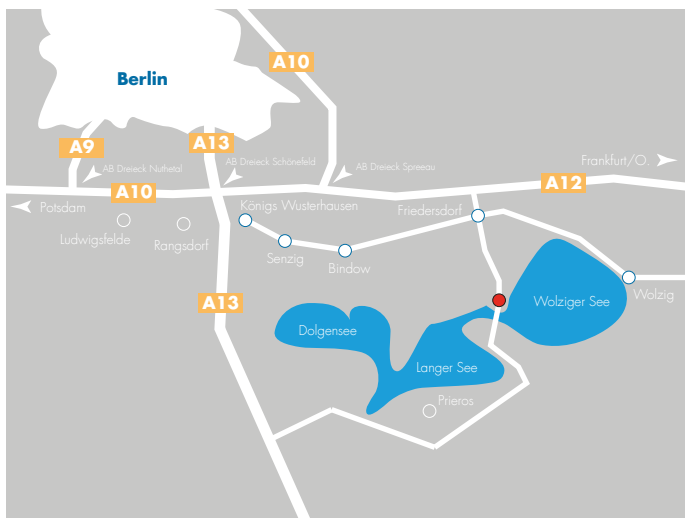 A10
Berlin
A9
A13
AB Dreieck Nuthetal
AB Dreieck Schönefeld
AB Dreieck Spreeau
Frankfurt/O.
A10
A12
Potsdam
Königs Wusterhausen
Friedersdorf
Ludwigsfelde
Rangsdorf
Senzig
Bindow
Wolzig
A13
Wolziger See
Dolgensee
Langer See
Prieros